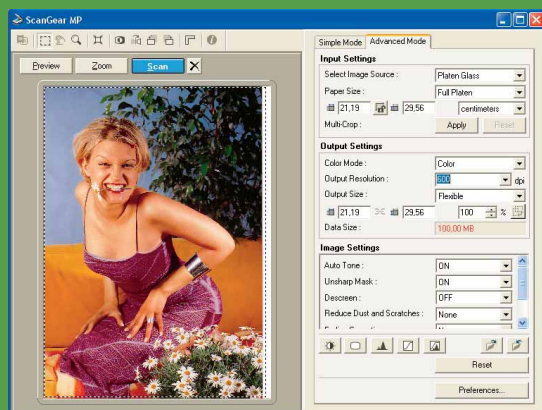 ScanGear MP
Preview Zoom Scan
Simple Mode Advanced Mode
Input Settings
Select Image Source : Platen Glass
Paper Size : Full Platen
21,19 29,56 centimeters
Multi-Crop : Apply Reset
Output Settings
Color Mode : Color
Output Resolution : 600 dpi
Output Size : Flexible
21,19 29,56 100 %
Data Size : 100,00 MB
Image Settings
Auto Tone : ON
Unsharp Mask : ON
Descreen : OFF
Reduce Dust and Scratches : None
Reset
Preferences...